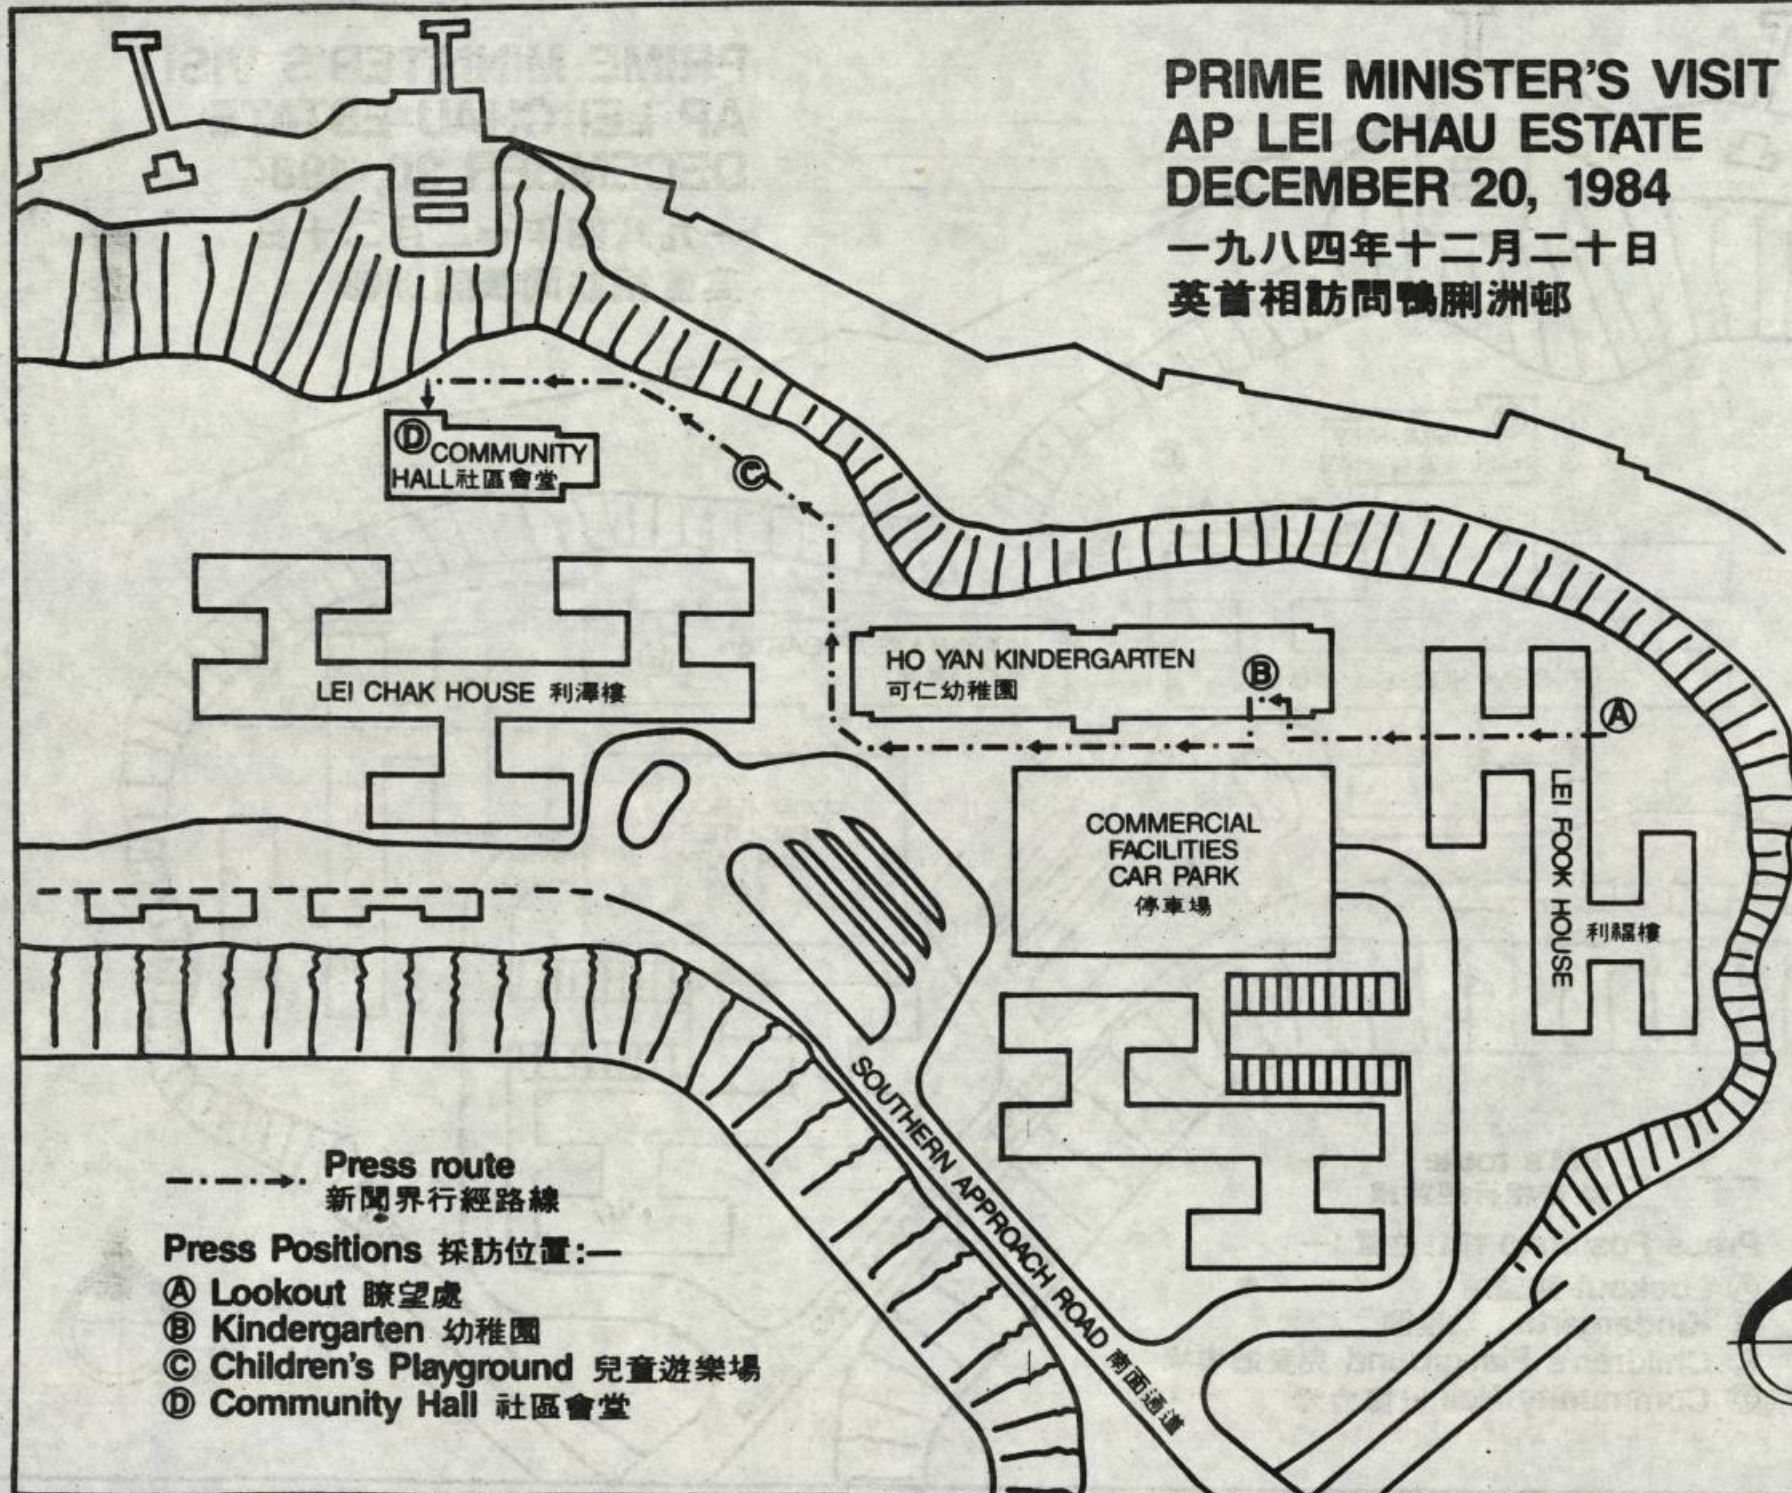 PRIME MINISTER'S VISIT
AP LEI CHAU ESTATE
DECEMBER 20, 1984
一九八四年十二月二十日
英首相訪問鴨脷洲邨
Ⓓ COMMUNITY
HALL社區會堂
Ⓒ
LEI CHAK HOUSE 利澤樓
HO YAN KINDERGARTEN
可仁幼稚園
Ⓑ
Ⓐ
COMMERCIAL
FACILITIES
CAR PARK
停車場
LEI FOOK HOUSE
利福樓
SOUTHERN APPROACH ROAD 南面通道
Press route
新聞界行經路線
Press Positions 採訪位置:—
Ⓐ Lookout 瞭望處
Ⓑ Kindergarten 幼稚園
Ⓒ Children's Playground 兒童遊樂場
Ⓓ Community Hall 社區會堂